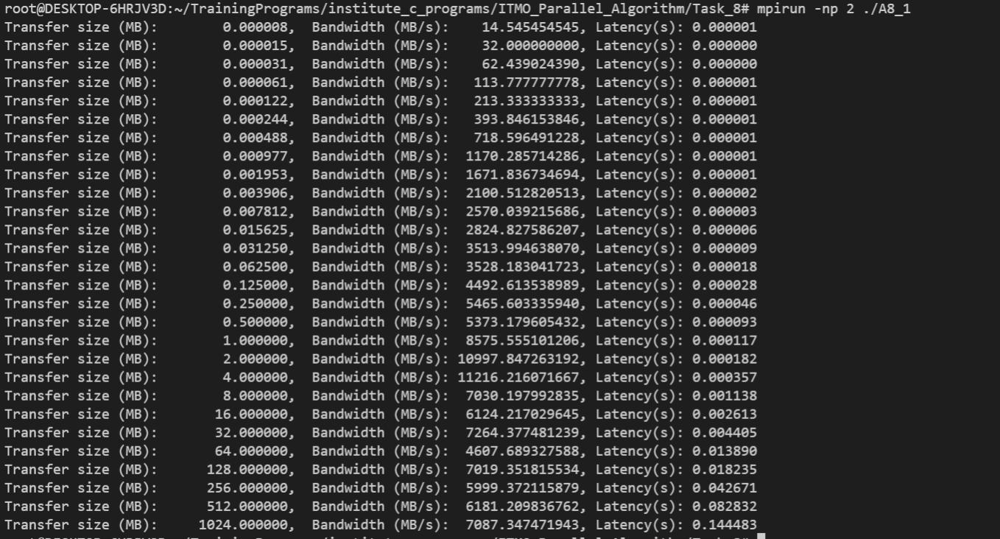 root@DESKTOP-6HRJV3D:~/TrainingPrograms/institute_c_programs/ITMO_Parallel_Algorithm/Task_8# mpirun -np 2 ./A8_1
Transfer size (MB):       0.000008,  Bandwidth (MB/s):    14.545454545, Latency(s): 0.000001
Transfer size (MB):       0.000015,  Bandwidth (MB/s):    32.000000000, Latency(s): 0.000000
Transfer size (MB):       0.000031,  Bandwidth (MB/s):    62.439024390, Latency(s): 0.000000
Transfer size (MB):       0.000061,  Bandwidth (MB/s):   113.777777778, Latency(s): 0.000001
Transfer size (MB):       0.000122,  Bandwidth (MB/s):   213.333333333, Latency(s): 0.000001
Transfer size (MB):       0.000244,  Bandwidth (MB/s):   393.846153846, Latency(s): 0.000001
Transfer size (MB):       0.000488,  Bandwidth (MB/s):   718.596491228, Latency(s): 0.000001
Transfer size (MB):       0.000977,  Bandwidth (MB/s):  1170.285714286, Latency(s): 0.000001
Transfer size (MB):       0.001953,  Bandwidth (MB/s):  1671.836734694, Latency(s): 0.000001
Transfer size (MB):       0.003906,  Bandwidth (MB/s):  2100.512820513, Latency(s): 0.000002
Transfer size (MB):       0.007812,  Bandwidth (MB/s):  2570.039215686, Latency(s): 0.000003
Transfer size (MB):       0.015625,  Bandwidth (MB/s):  2824.827586207, Latency(s): 0.000006
Transfer size (MB):       0.031250,  Bandwidth (MB/s):  3513.994638070, Latency(s): 0.000009
Transfer size (MB):       0.062500,  Bandwidth (MB/s):  3528.183041723, Latency(s): 0.000018
Transfer size (MB):       0.125000,  Bandwidth (MB/s):  4492.613538989, Latency(s): 0.000028
Transfer size (MB):       0.250000,  Bandwidth (MB/s):  5465.603335940, Latency(s): 0.000046
Transfer size (MB):       0.500000,  Bandwidth (MB/s):  5373.179605432, Latency(s): 0.000093
Transfer size (MB):       1.000000,  Bandwidth (MB/s):  8575.555101206, Latency(s): 0.000117
Transfer size (MB):       2.000000,  Bandwidth (MB/s): 10997.847263192, Latency(s): 0.000182
Transfer size (MB):       4.000000,  Bandwidth (MB/s): 11216.216071667, Latency(s): 0.000357
Transfer size (MB):       8.000000,  Bandwidth (MB/s):  7030.197992835, Latency(s): 0.001138
Transfer size (MB):      16.000000,  Bandwidth (MB/s):  6124.217029645, Latency(s): 0.002613
Transfer size (MB):      32.000000,  Bandwidth (MB/s):  7264.377481239, Latency(s): 0.004405
Transfer size (MB):      64.000000,  Bandwidth (MB/s):  4607.689327588, Latency(s): 0.013890
Transfer size (MB):     128.000000,  Bandwidth (MB/s):  7019.351815534, Latency(s): 0.018235
Transfer size (MB):     256.000000,  Bandwidth (MB/s):  5999.372115879, Latency(s): 0.042671
Transfer size (MB):     512.000000,  Bandwidth (MB/s):  6181.209836762, Latency(s): 0.082832
Transfer size (MB):    1024.000000,  Bandwidth (MB/s):  7087.347471943, Latency(s): 0.144483